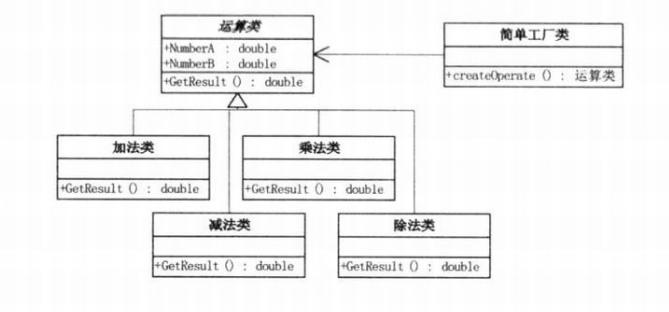 运算类
+NumberA : double
+NumberB : double
+GetResult () : double
简单工厂类
+createOperate () : 运算类
加法类
+GetResult () : double
乘法类
+GetResult () : double
减法类
+GetResult () : double
除法类
+GetResult () : double